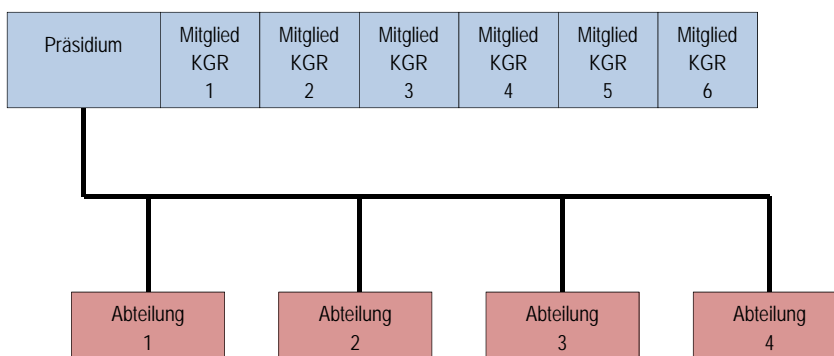 Präsidium
Mitglied
KGR
1
Mitglied
KGR
2
Mitglied
KGR
3
Mitglied
KGR
4
Mitglied
KGR
5
Mitglied
KGR
6
Abteilung
1
Abteilung
2
Abteilung
3
Abteilung
4